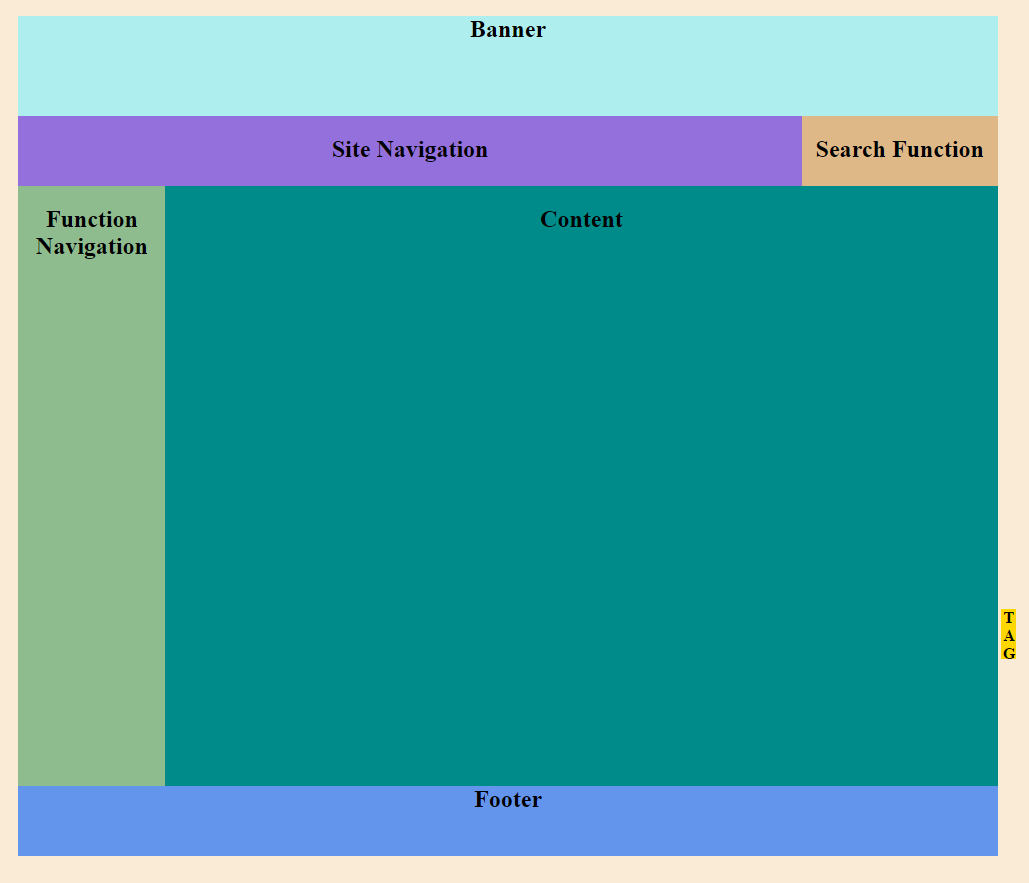 Banner
Site Navigation
Search Function
Function
Navigation
Content
T
A
G
Footer